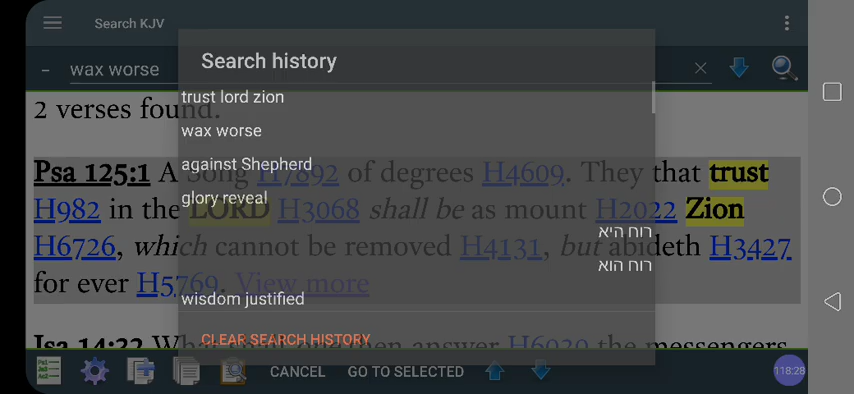 Search KJV
Search history
- wax worse
2 verses found.
trust lord zion
wax worse
against Shepherd
glory reveal
רוח היא
רוח הוא
wisdom justified
CLEAR SEARCH HISTORY
Psa 125:1 A Song H7892 of degrees H4609. They that trust
H982 in the LORD H3068 shall be as mount H2022 Zion
H6726, which cannot be removed H4131, but abideth H3427
for ever H5769. View more
Isa 14:32 What shall one then answer H6030 the messengers
CANCEL
GO TO SELECTED
118:28